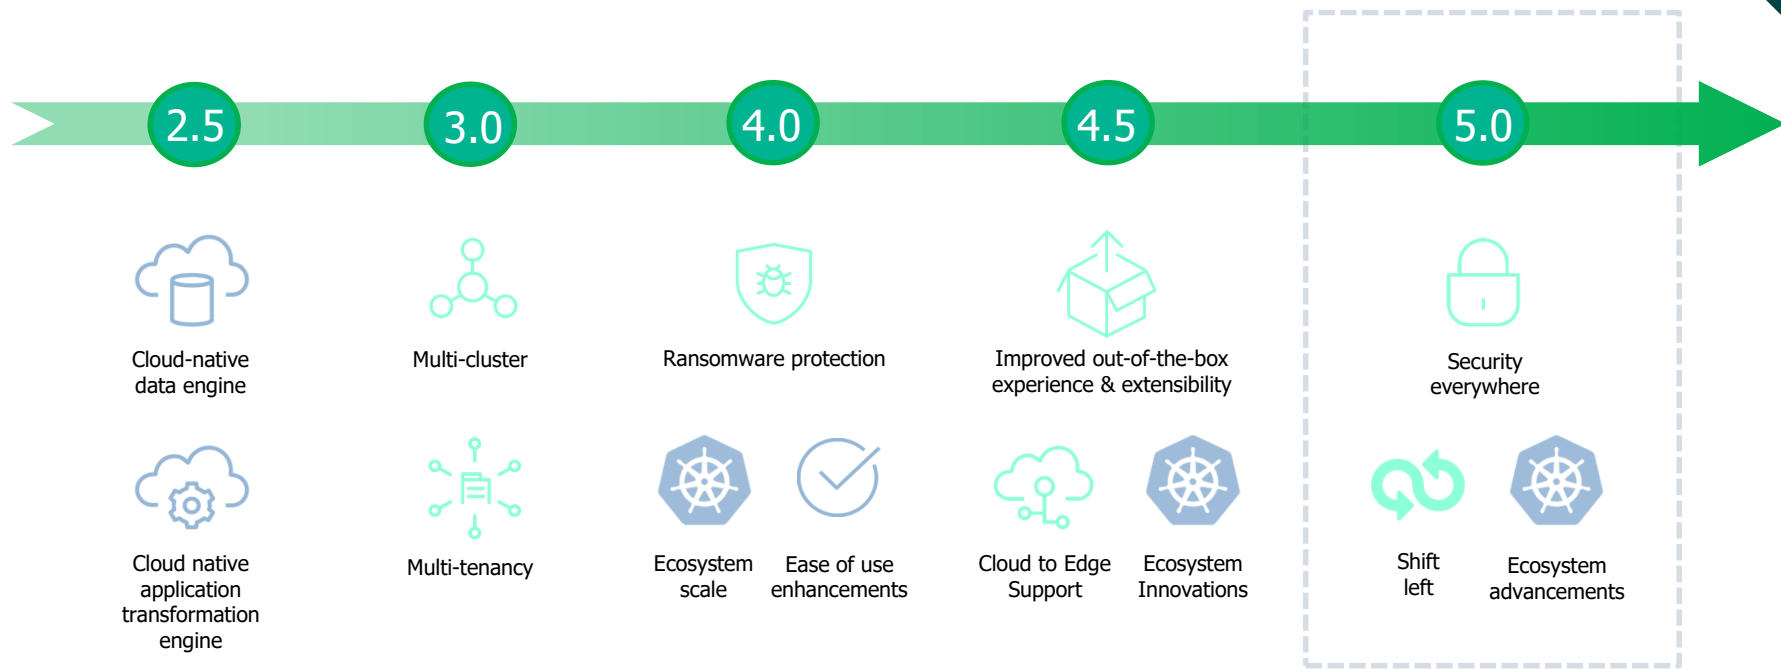 2.5
3.0
4.0
4.5
5.0
Cloud-native
data engine
Multi-cluster
Ransomware protection
Improved out-of-the-box
experience & extensibility
Security
everywhere
Cloud native
application
transformation
engine
Multi-tenancy
Ecosystem
scale
Ease of use
enhancements
Cloud to Edge
Support
Ecosystem
Innovations
Shift
left
Ecosystem
advancements